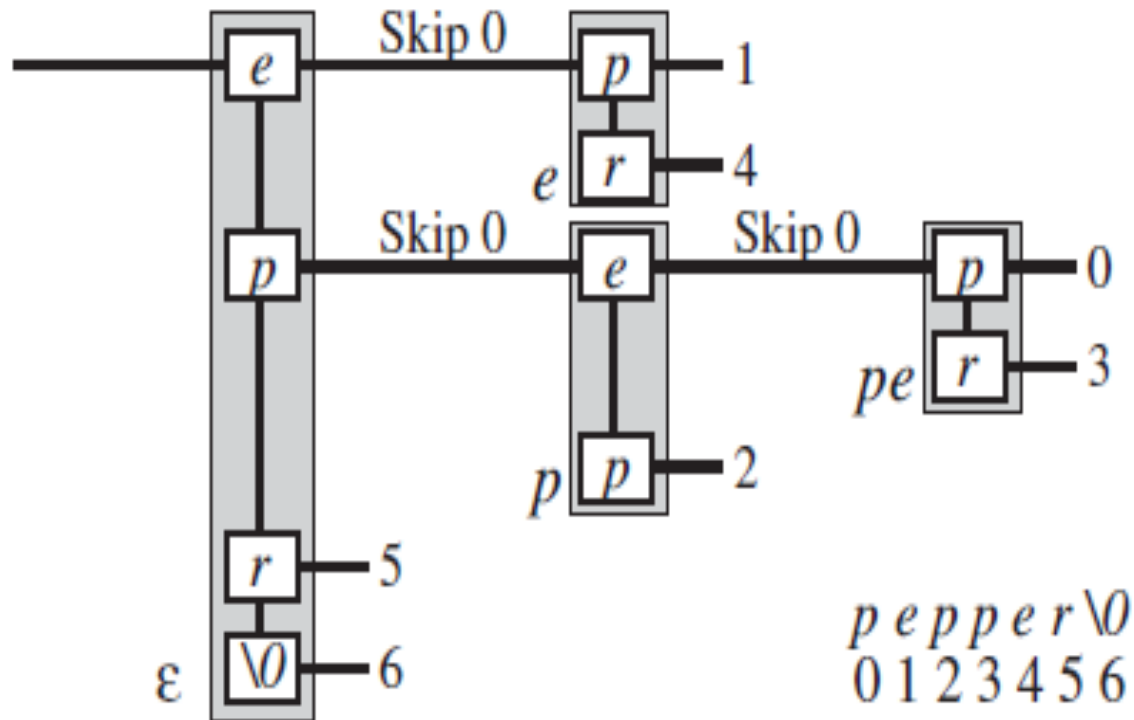 e Skip 0 p 1
e r 4
p Skip 0 e Skip 0 p 0
pe r 3
p p 2
r 5
ε \0 6
p e p p e r \0
0 1 2 3 4 5 6